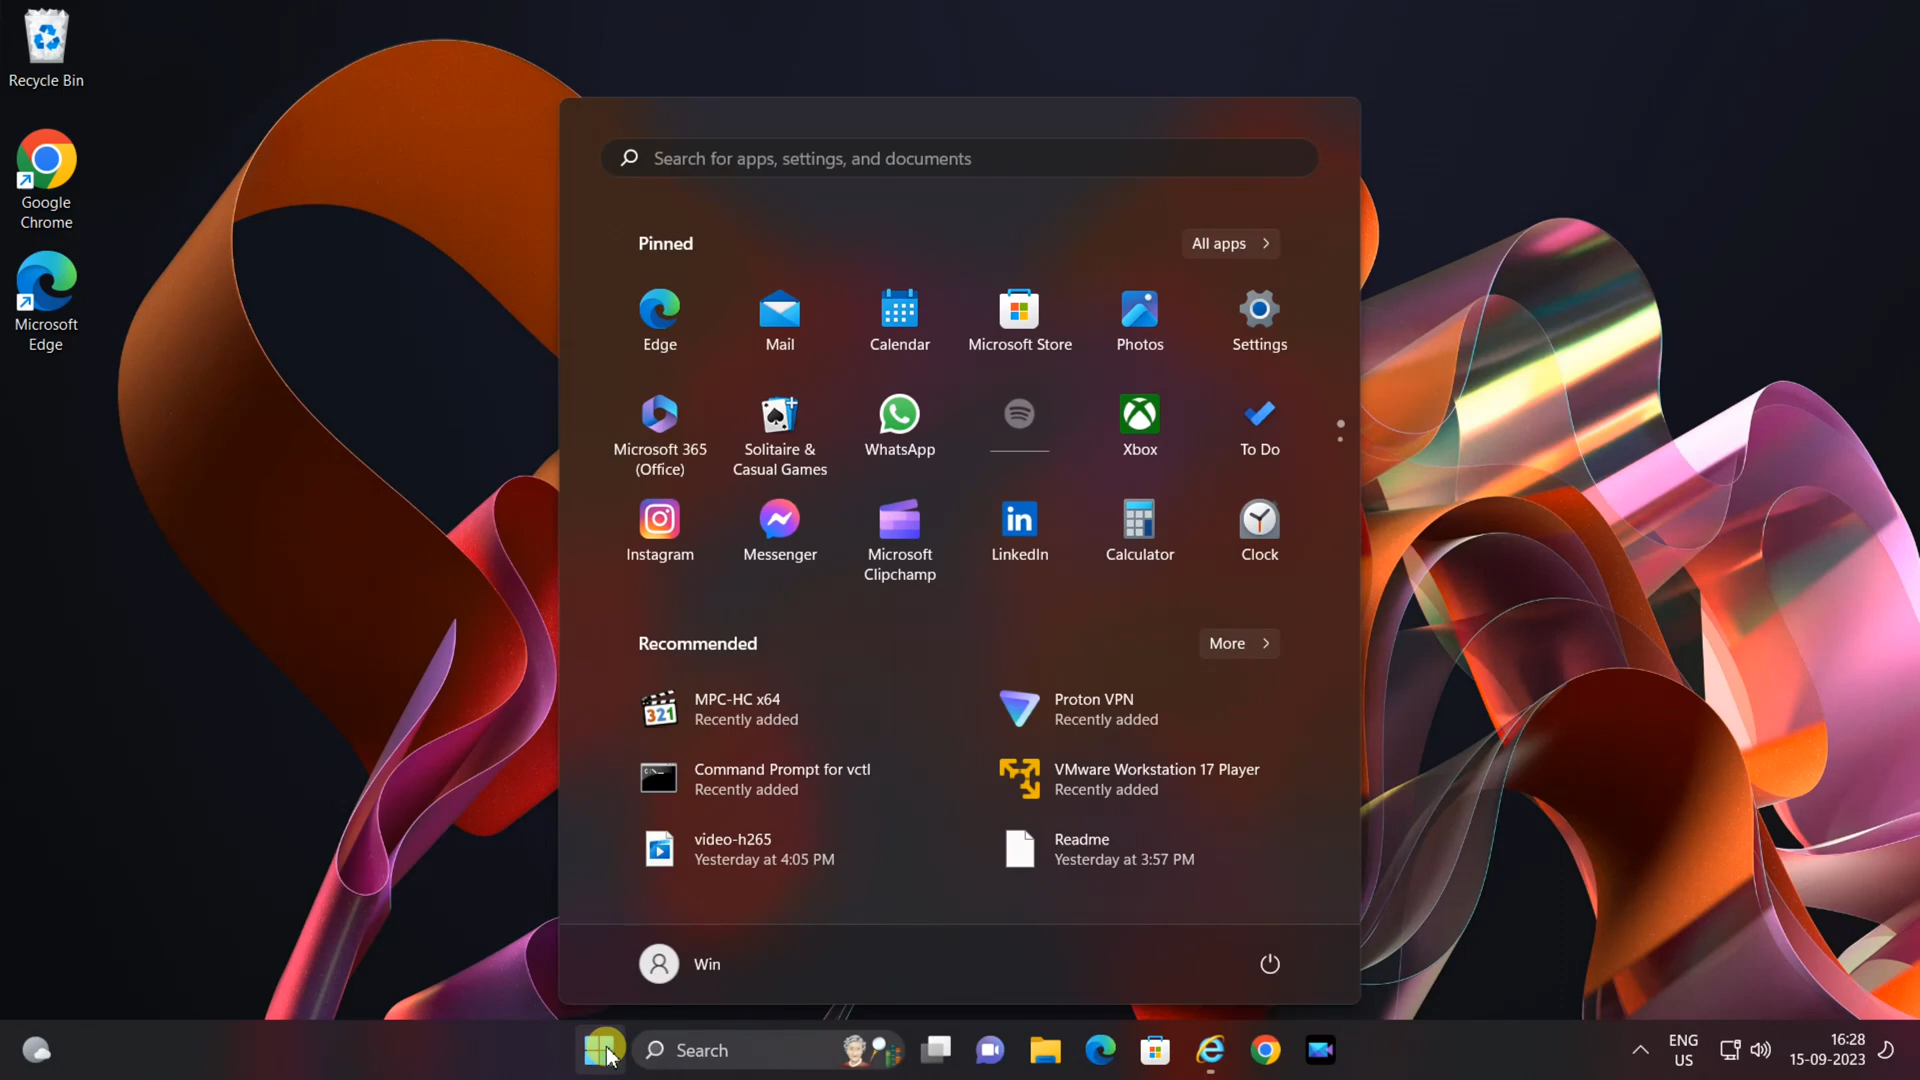 Recycle Bin
Google
Chrome
Microsoft
Edge
Search for apps, settings, and documents
Pinned
All apps
Edge
Mail
Calendar
Microsoft Store
Photos
Settings
Microsoft 365
(Office)
Solitaire &
Casual Games
WhatsApp
Xbox
To Do
Instagram
Messenger
Microsoft
Clipchamp
LinkedIn
Calculator
Clock
Recommended
More
MPC-HC x64
Recently added
Proton VPN
Recently added
Command Prompt for vctl
Recently added
VMware Workstation 17 Player
Recently added
video-h265
Yesterday at 4:05 PM
Readme
Yesterday at 3:57 PM
Win
Search
ENG
US
16:28
15-09-2023